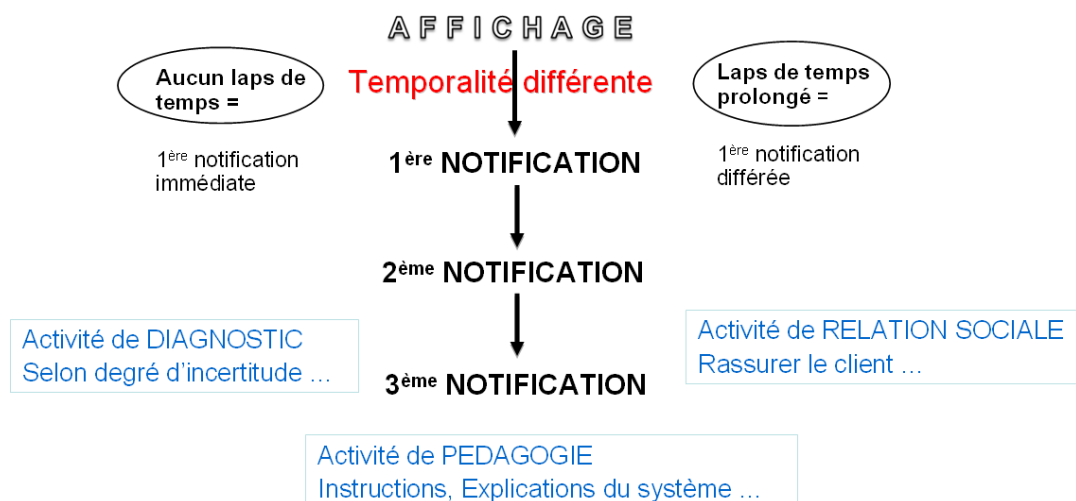 AFFICHAGE
Aucun laps de
temps =
Temporalité différente
Laps de temps
prolongé =
1ère notification
immédiate
1ère NOTIFICATION
1ère notification
différée
2ème NOTIFICATION
Activité de DIAGNOSTIC
Selon degré d'incertitude ...
Activité de RELATION SOCIALE
Rassurer le client ...
3ème NOTIFICATION
Activité de PEDAGOGIE
Instructions, Explications du système ...